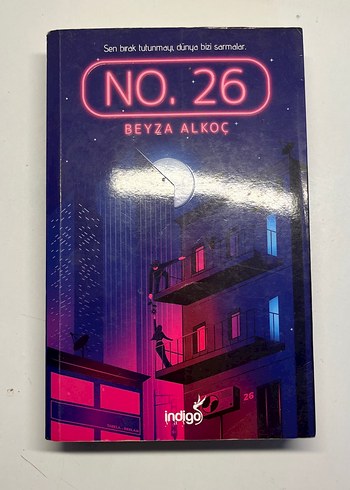 Sen bırak tutunmayı, dünya bizi sarmalar.
NO. 26
BEYZA ALKOÇ
26
indigo